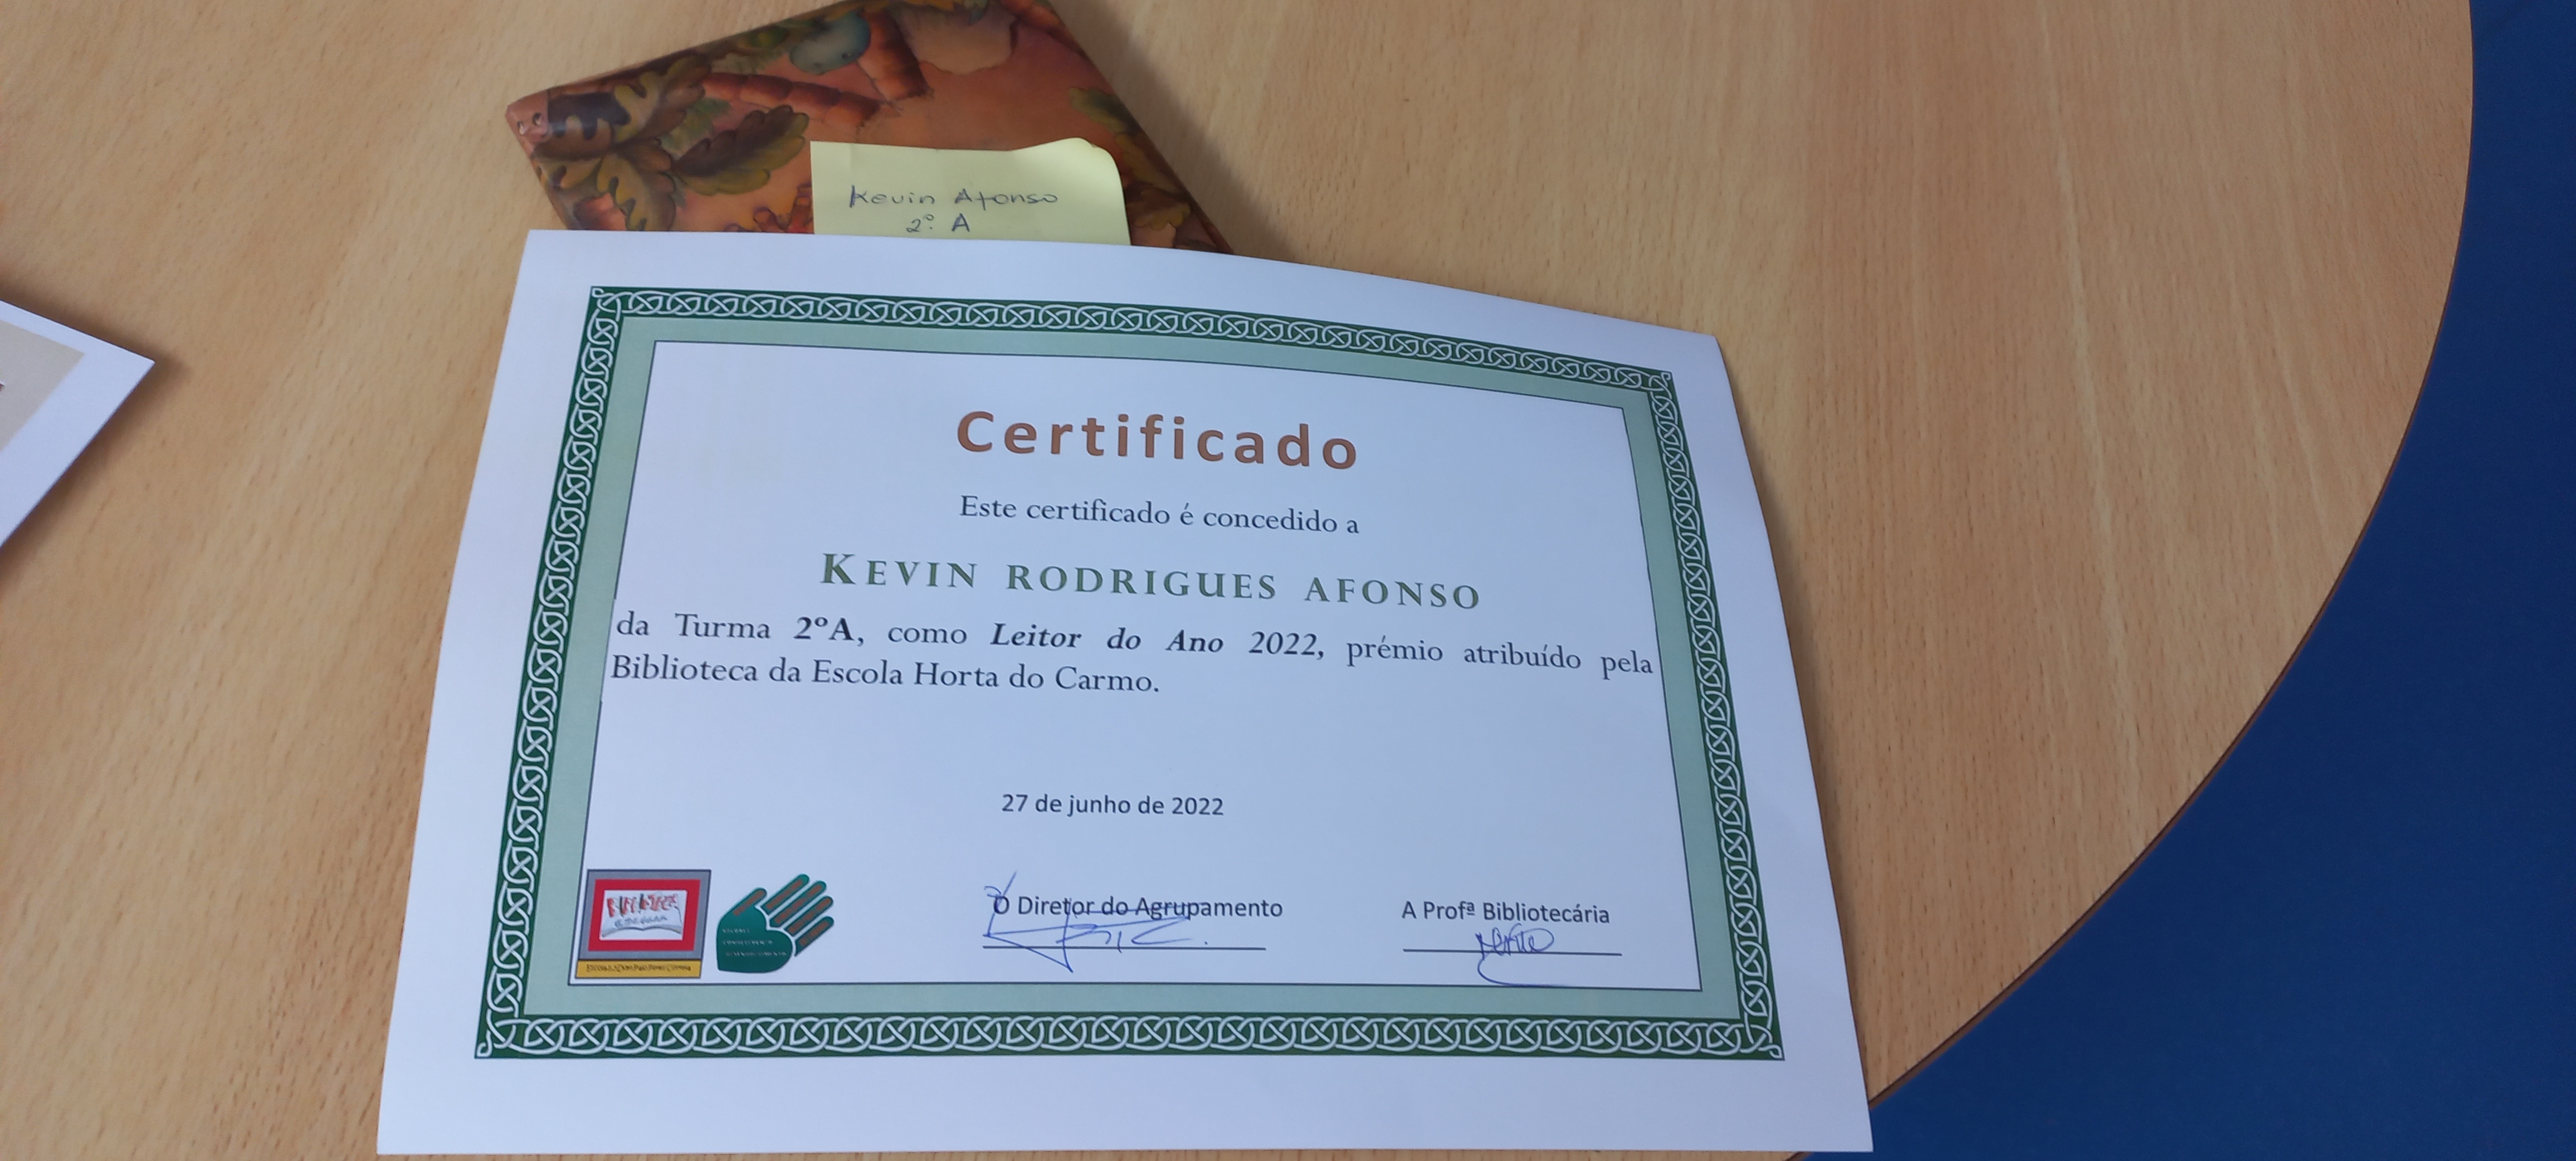 Kevin Afonso
2º. A
Certificado
Este certificado é concedido a
KEVIN RODRIGUES AFONSO
da Turma 2ºA, como Leitor do Ano 2022, prémio atribuído pela
Biblioteca da Escola Horta do Carmo.
27 de junho de 2022
O Diretor do Agrupamento
A Profª Bibliotecária